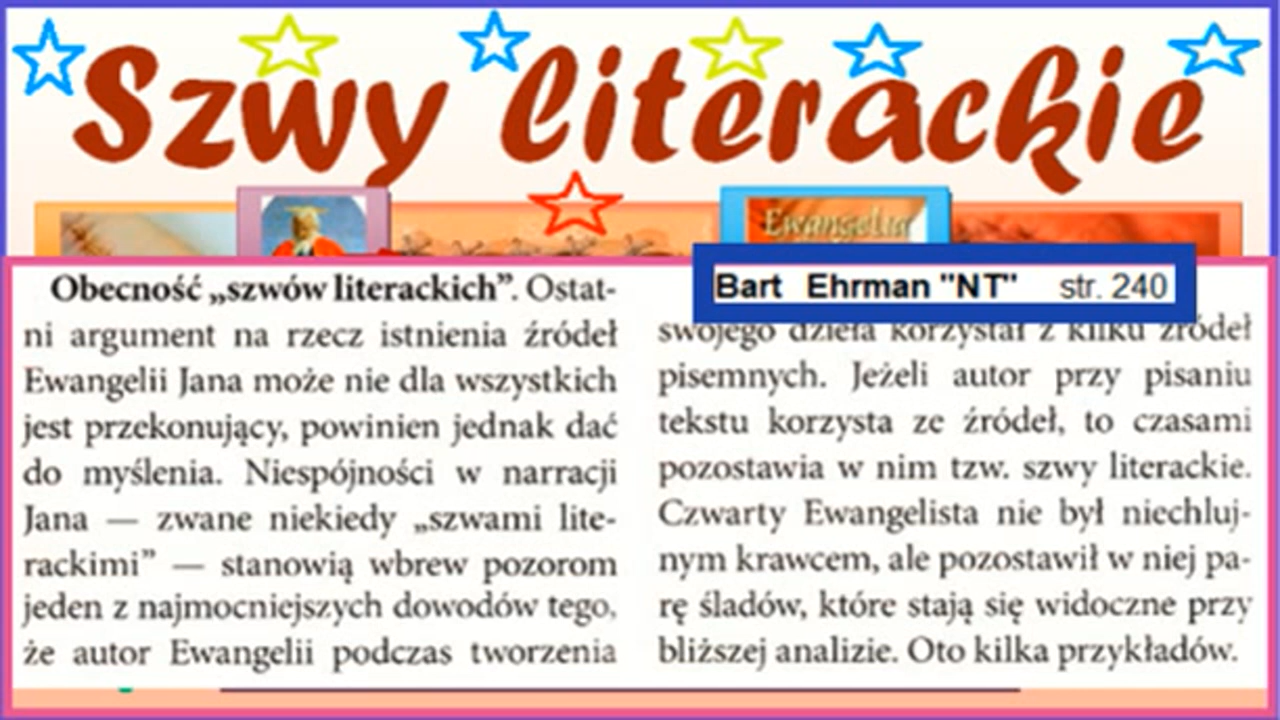 Szwy literackie
Ewangelia
Bart Ehrman "NT" str. 240
Obecność „szwów literackich”. Ostat-
ni argument na rzecz istnienia źródeł
Ewangelii Jana może nie dla wszystkich
jest przekonujący, powinien jednak dać
do myślenia. Niespójności w narracji
Jana — zwane niekiedy „szwami lite-
rackimi” — stanowią wbrew pozorom
jeden z najmocniejszych dowodów tego,
że autor Ewangelii podczas tworzenia
swojego dzieła korzystał z kilku źródeł
pisemnych. Jeżeli autor przy pisaniu
tekstu korzysta ze źródeł, to czasami
pozostawia w nim tzw. szwy literackie.
Czwarty Ewangelista nie był niechluj-
nym krawcem, ale pozostawił w niej pa-
rę śladów, które stają się widoczne przy
bliższej analizie. Oto kilka przykładów.